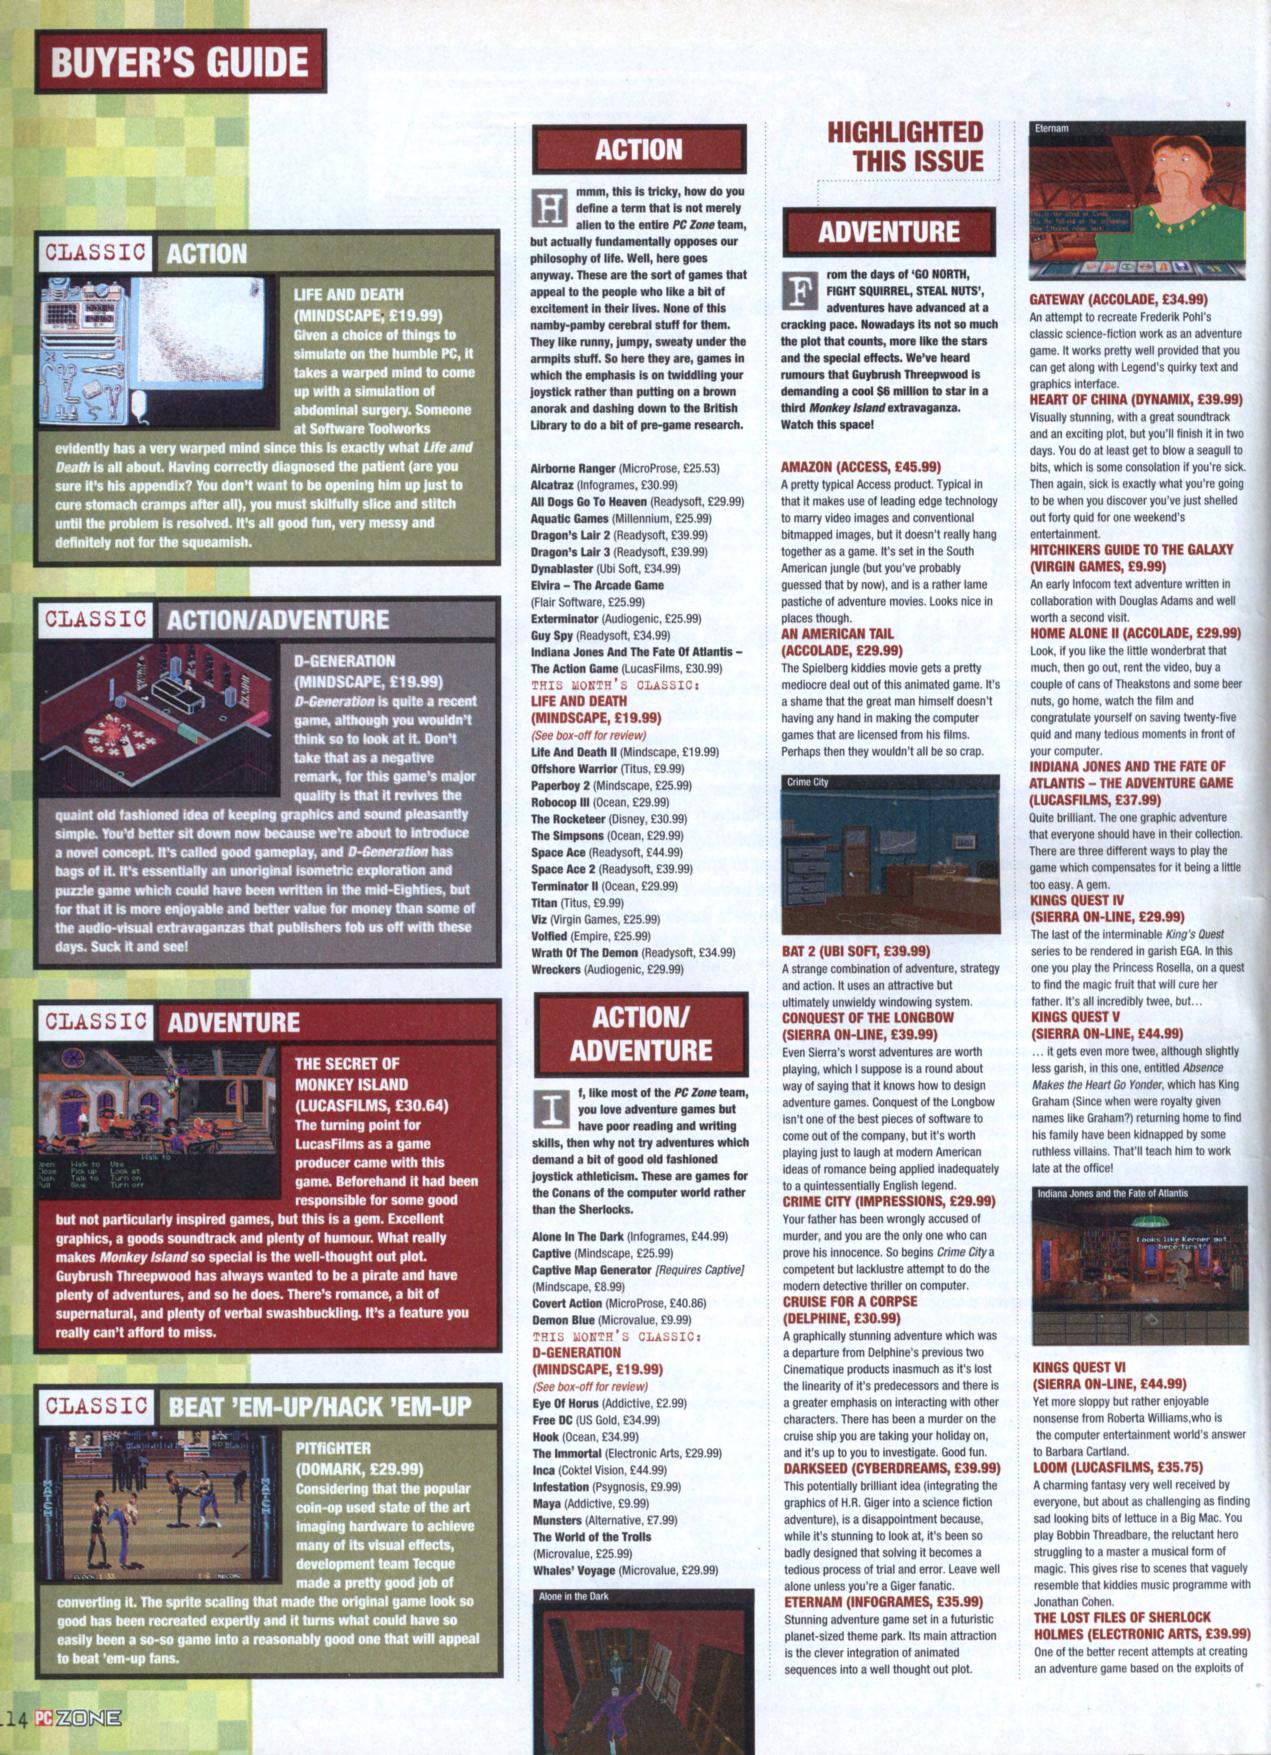 BUYER'S GUIDE
CLASSIC ACTION
LIFE AND DEATH
(MINDSCAPE, £19.99)
Given a choice of things to
simulate on the humble PC, it
takes a warped mind to come
up with a simulation of
abdominal surgery. Someone
at Software Toolworks
evidently has a very warped mind since this is exactly what Life and
Death is all about. Having correctly diagnosed the patient (are you
sure it's his appendix? You don't want to be opening him up just to
cure stomach cramps after all), you must skilfully slice and stitch
until the problem is resolved. It's all good fun, very messy and
definitely not for the squeamish.
CLASSIC ACTION/ADVENTURE
D-GENERATION
(MINDSCAPE, £19.99)
D-Generation is quite a recent
game, although you wouldn't
think so to look at it. Don't
take that as a negative
remark, for this game's major
quality is that it revives the
quaint old fashioned idea of keeping graphics and sound pleasantly
simple. You'd better sit down now because we're about to introduce
a novel concept. It's called good gameplay, and D-Generation has
bags of it. It's essentially an unoriginal isometric exploration and
puzzle game which could have been written in the mid-Eighties, but
for that it is more enjoyable and better value for money than some of
the audio-visual extravaganzas that publishers fob us off with these
days. Suck it and see!
CLASSIC ADVENTURE
Walk to
Open Walk to Use
Close Pick up Look at
Push Talk to Turn on
Pull Give Turn off
THE SECRET OF
MONKEY ISLAND
(LUCASFILMS, £30.64)
The turning point for
LucasFilms as a game
producer came with this
game. Beforehand it had been
responsible for some good
but not particularly inspired games, but this is a gem. Excellent
graphics, a goods soundtrack and plenty of humour. What really
makes Monkey Island so special is the well-thought out plot.
Guybrush Threepwood has always wanted to be a pirate and have
plenty of adventures, and so he does. There's romance, a bit of
supernatural, and plenty of verbal swashbuckling. It's a feature you
really can't afford to miss.
CLASSIC BEAT 'EM-UP/HACK 'EM-UP
PITfiGHTER
(DOMARK, £29.99)
Considering that the popular
coin-op used state of the art
imaging hardware to achieve
many of its visual effects,
development team Tecque
made a pretty good job of
converting it. The sprite scaling that made the original game look so
good has been recreated expertly and it turns what could have so
easily been a so-so game into a reasonably good one that will appeal
to beat 'em-up fans.
114 PC ZONE
ACTION
Hmmm, this is tricky, how do you
define a term that is not merely
alien to the entire PC Zone team,
but actually fundamentally opposes our
philosophy of life. Well, here goes
anyway. These are the sort of games that
appeal to the people who like a bit of
excitement in their lives. None of this
namby-pamby cerebral stuff for them.
They like runny, jumpy, sweaty under the
armpits stuff. So here they are, games in
which the emphasis is on twiddling your
joystick rather than putting on a brown
anorak and dashing down to the British
Library to do a bit of pre-game research.
Airborne Ranger (MicroProse, £25.53)
Alcatraz (Infogrames, £30.99)
All Dogs Go To Heaven (Readysoft, £29.99)
Aquatic Games (Millennium, £25.99)
Dragon's Lair 2 (Readysoft, £39.99)
Dragon's Lair 3 (Readysoft, £39.99)
Dynablaster (Ubi Soft, £34.99)
Elvira – The Arcade Game
(Flair Software, £25.99)
Exterminator (Audiogenic, £25.99)
Guy Spy (Readysoft, £34.99)
Indiana Jones And The Fate Of Atlantis –
The Action Game (LucasFilms, £30.99)
THIS MONTH'S CLASSIC:
LIFE AND DEATH
(MINDSCAPE, £19.99)
(See box-off for review)
Life And Death II (Mindscape, £19.99)
Offshore Warrior (Titus, £9.99)
Paperboy 2 (Mindscape, £25.99)
Robocop III (Ocean, £29.99)
The Rocketeer (Disney, £30.99)
The Simpsons (Ocean, £29.99)
Space Ace (Readysoft, £44.99)
Space Ace 2 (Readysoft, £39.99)
Terminator II (Ocean, £29.99)
Titan (Titus, £9.99)
Viz (Virgin Games, £25.99)
Volfied (Empire, £25.99)
Wrath Of The Demon (Readysoft, £34.99)
Wreckers (Audiogenic, £29.99)
ACTION/
ADVENTURE
If, like most of the PC Zone team,
you love adventure games but
have poor reading and writing
skills, then why not try adventures which
demand a bit of good old fashioned
joystick athleticism. These are games for
the Conans of the computer world rather
than the Sherlocks.
Alone In The Dark (Infogrames, £44.99)
Captive (Mindscape, £25.99)
Captive Map Generator [Requires Captive]
(Mindscape, £8.99)
Covert Action (MicroProse, £40.86)
Demon Blue (Microvalue, £9.99)
THIS MONTH'S CLASSIC:
D-GENERATION
(MINDSCAPE, £19.99)
(See box-off for review)
Eye Of Horus (Addictive, £2.99)
Free DC (US Gold, £34.99)
Hook (Ocean, £34.99)
The Immortal (Electronic Arts, £29.99)
Inca (Coktel Vision, £44.99)
Infestation (Psygnosis, £9.99)
Maya (Addictive, £9.99)
Munsters (Alternative, £7.99)
The World of the Trolls
(Microvalue, £25.99)
Whales' Voyage (Microvalue, £29.99)
Alone in the Dark
HIGHLIGHTED
THIS ISSUE
ADVENTURE
From the days of 'GO NORTH,
FIGHT SQUIRREL, STEAL NUTS',
adventures have advanced at a
cracking pace. Nowadays its not so much
the plot that counts, more like the stars
and the special effects. We've heard
rumours that Guybrush Threepwood is
demanding a cool $6 million to star in a
third Monkey Island extravaganza.
Watch this space!
AMAZON (ACCESS, £45.99)
A pretty typical Access product. Typical in
that it makes use of leading edge technology
to marry video images and conventional
bitmapped images, but it doesn't really hang
together as a game. It's set in the South
American jungle (but you've probably
guessed that by now), and is a rather lame
pastiche of adventure movies. Looks nice in
places though.
AN AMERICAN TAIL
(ACCOLADE, £29.99)
The Spielberg kiddies movie gets a pretty
mediocre deal out of this animated game. It's
a shame that the great man himself doesn't
having any hand in making the computer
games that are licensed from his films.
Perhaps then they wouldn't all be so crap.
Crime City
BAT 2 (UBI SOFT, £39.99)
A strange combination of adventure, strategy
and action. It uses an attractive but
ultimately unwieldy windowing system.
CONQUEST OF THE LONGBOW
(SIERRA ON-LINE, £39.99)
Even Sierra's worst adventures are worth
playing, which I suppose is a round about
way of saying that it knows how to design
adventure games. Conquest of the Longbow
isn't one of the best pieces of software to
come out of the company, but it's worth
playing just to laugh at modern American
ideas of romance being applied inadequately
to a quintessentially English legend.
CRIME CITY (IMPRESSIONS, £29.99)
Your father has been wrongly accused of
murder, and you are the only one who can
prove his innocence. So begins Crime City a
competent but lacklustre attempt to do the
modern detective thriller on computer.
CRUISE FOR A CORPSE
(DELPHINE, £30.99)
A graphically stunning adventure which was
a departure from Delphine's previous two
Cinematique products inasmuch as it's lost
the linearity of it's predecessors and there is
a greater emphasis on interacting with other
characters. There has been a murder on the
cruise ship you are taking your holiday on,
and it's up to you to investigate. Good fun.
DARKSEED (CYBERDREAMS, £39.99)
This potentially brilliant idea (integrating the
graphics of H.R. Giger into a science fiction
adventure), is a disappointment because,
while it's stunning to look at, it's been so
badly designed that solving it becomes a
tedious process of trial and error. Leave well
alone unless you're a Giger fanatic.
ETERNAM (INFOGRAMES, £35.99)
Stunning adventure game set in a futuristic
planet-sized theme park. Its main attraction
is the clever integration of animated
sequences into a well thought out plot.
Eternam
GATEWAY (ACCOLADE, £34.99)
An attempt to recreate Frederik Pohl's
classic science-fiction work as an adventure
game. It works pretty well provided that you
can get along with Legend's quirky text and
graphics interface.
HEART OF CHINA (DYNAMIX, £39.99)
Visually stunning, with a great soundtrack
and an exciting plot, but you'll finish it in two
days. You do at least get to blow a seagull to
bits, which is some consolation if you're sick.
Then again, sick is exactly what you're going
to be when you discover you've just shelled
out forty quid for one weekend's
entertainment.
HITCHIKERS GUIDE TO THE GALAXY
(VIRGIN GAMES, £9.99)
An early Infocom text adventure written in
collaboration with Douglas Adams and well
worth a second visit.
HOME ALONE II (ACCOLADE, £29.99)
Look, if you like the little wonderbrat that
much, then go out, rent the video, buy a
couple of cans of Theakstons and some beer
nuts, go home, watch the film and
congratulate yourself on saving twenty-five
quid and many tedious moments in front of
your computer.
INDIANA JONES AND THE FATE OF
ATLANTIS – THE ADVENTURE GAME
(LUCASFILMS, £37.99)
Quite brilliant. The one graphic adventure
that everyone should have in their collection.
There are three different ways to play the
game which compensates for it being a little
too easy. A gem.
KINGS QUEST IV
(SIERRA ON-LINE, £29.99)
The last of the interminable King's Quest
series to be rendered in garish EGA. In this
one you play the Princess Rosella, on a quest
to find the magic fruit that will cure her
father. It's all incredibly twee, but…
KINGS QUEST V
(SIERRA ON-LINE, £44.99)
… it gets even more twee, although slightly
less garish, in this one, entitled Absence
Makes the Heart Go Yonder, which has King
Graham (Since when were royalty given
names like Graham?) returning home to find
his family have been kidnapped by some
ruthless villains. That'll teach him to work
late at the office!
Indiana Jones and the Fate of Atlantis
Looks like Kerner got
here first!
KINGS QUEST VI
(SIERRA ON-LINE, £44.99)
Yet more sloppy but rather enjoyable
nonsense from Roberta Williams,who is
the computer entertainment world's answer
to Barbara Cartland.
LOOM (LUCASFILMS, £35.75)
A charming fantasy very well received by
everyone, but about as challenging as finding
sad looking bits of lettuce in a Big Mac. You
play Bobbin Threadbare, the reluctant hero
struggling to a master a musical form of
magic. This gives rise to scenes that vaguely
resemble that kiddies music programme with
Jonathan Cohen.
THE LOST FILES OF SHERLOCK
HOLMES (ELECTRONIC ARTS, £39.99)
One of the better recent attempts at creating
an adventure game based on the exploits of